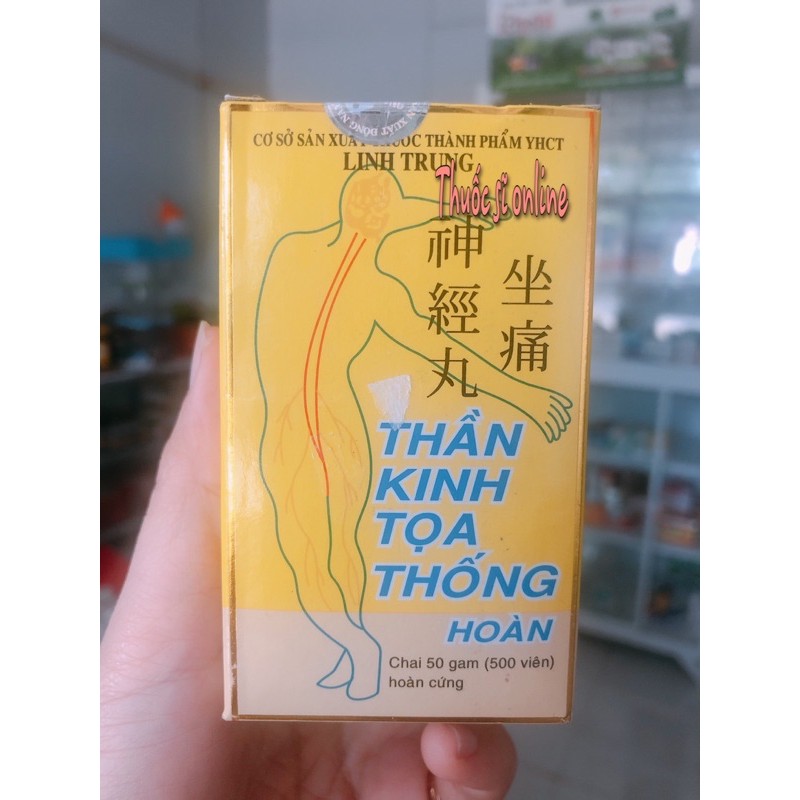 CƠ SỞ SẢN XUẤT THUỐC THÀNH PHẨM YHCT
LINH TRUNG
Thuốc sĩ online
神經丸
坐痛
THẦN
KINH
TỌA
THỐNG
HOÀN
Chai 50 gam (500 viên)
hoàn cứng